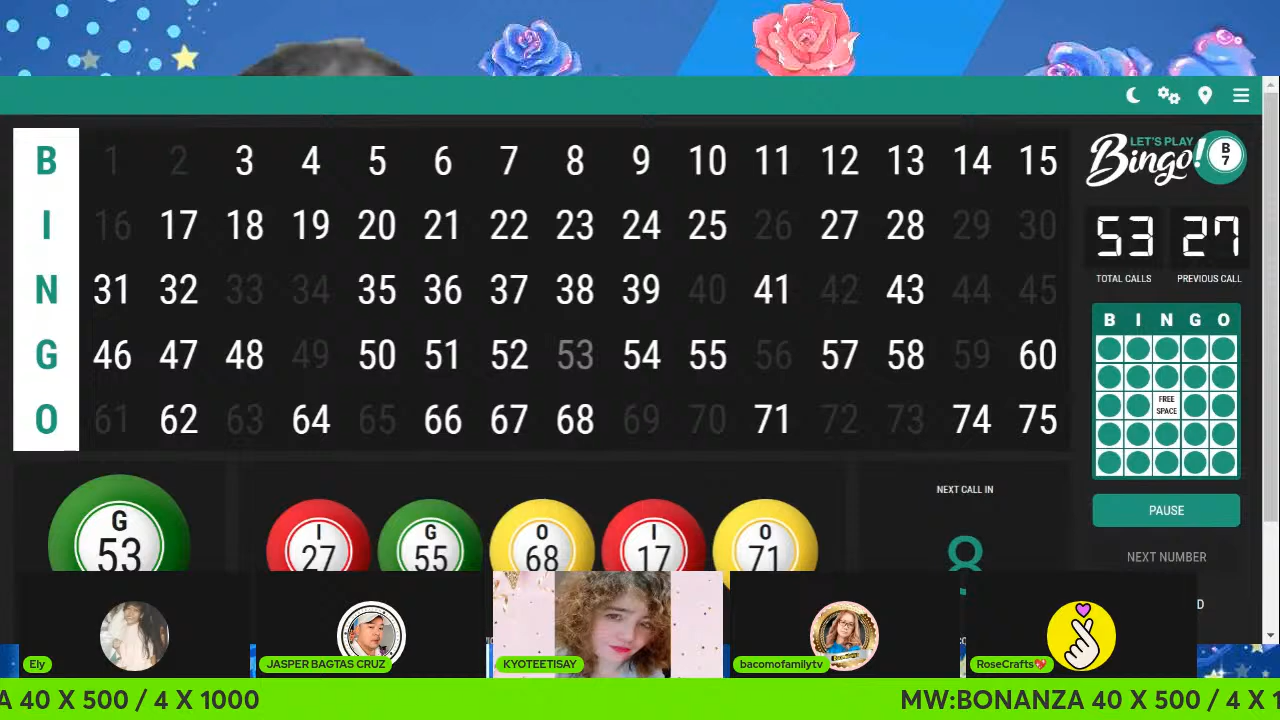 LET'S PLAY
Bingo!
B
7
B 1 2 3 4 5 6 7 8 9 10 11 12 13 14 15
I 16 17 18 19 20 21 22 23 24 25 26 27 28 29 30
N 31 32 33 34 35 36 37 38 39 40 41 42 43 44 45
G 46 47 48 49 50 51 52 53 54 55 56 57 58 59 60
O 61 62 63 64 65 66 67 68 69 70 71 72 73 74 75
53 27
TOTAL CALLS PREVIOUS CALL
B I N G O
FREE
SPACE
PAUSE
NEXT NUMBER
D
NEXT CALL IN
G
53
I
27
G
55
O
68
I
17
O
71
Ely
JASPER BAGTAS CRUZ
KYOTEETISAY
bacomofamilytv
RoseCrafts💖
A 40 X 500 / 4 X 1000 MW:BONANZA 40 X 500 / 4 X 1